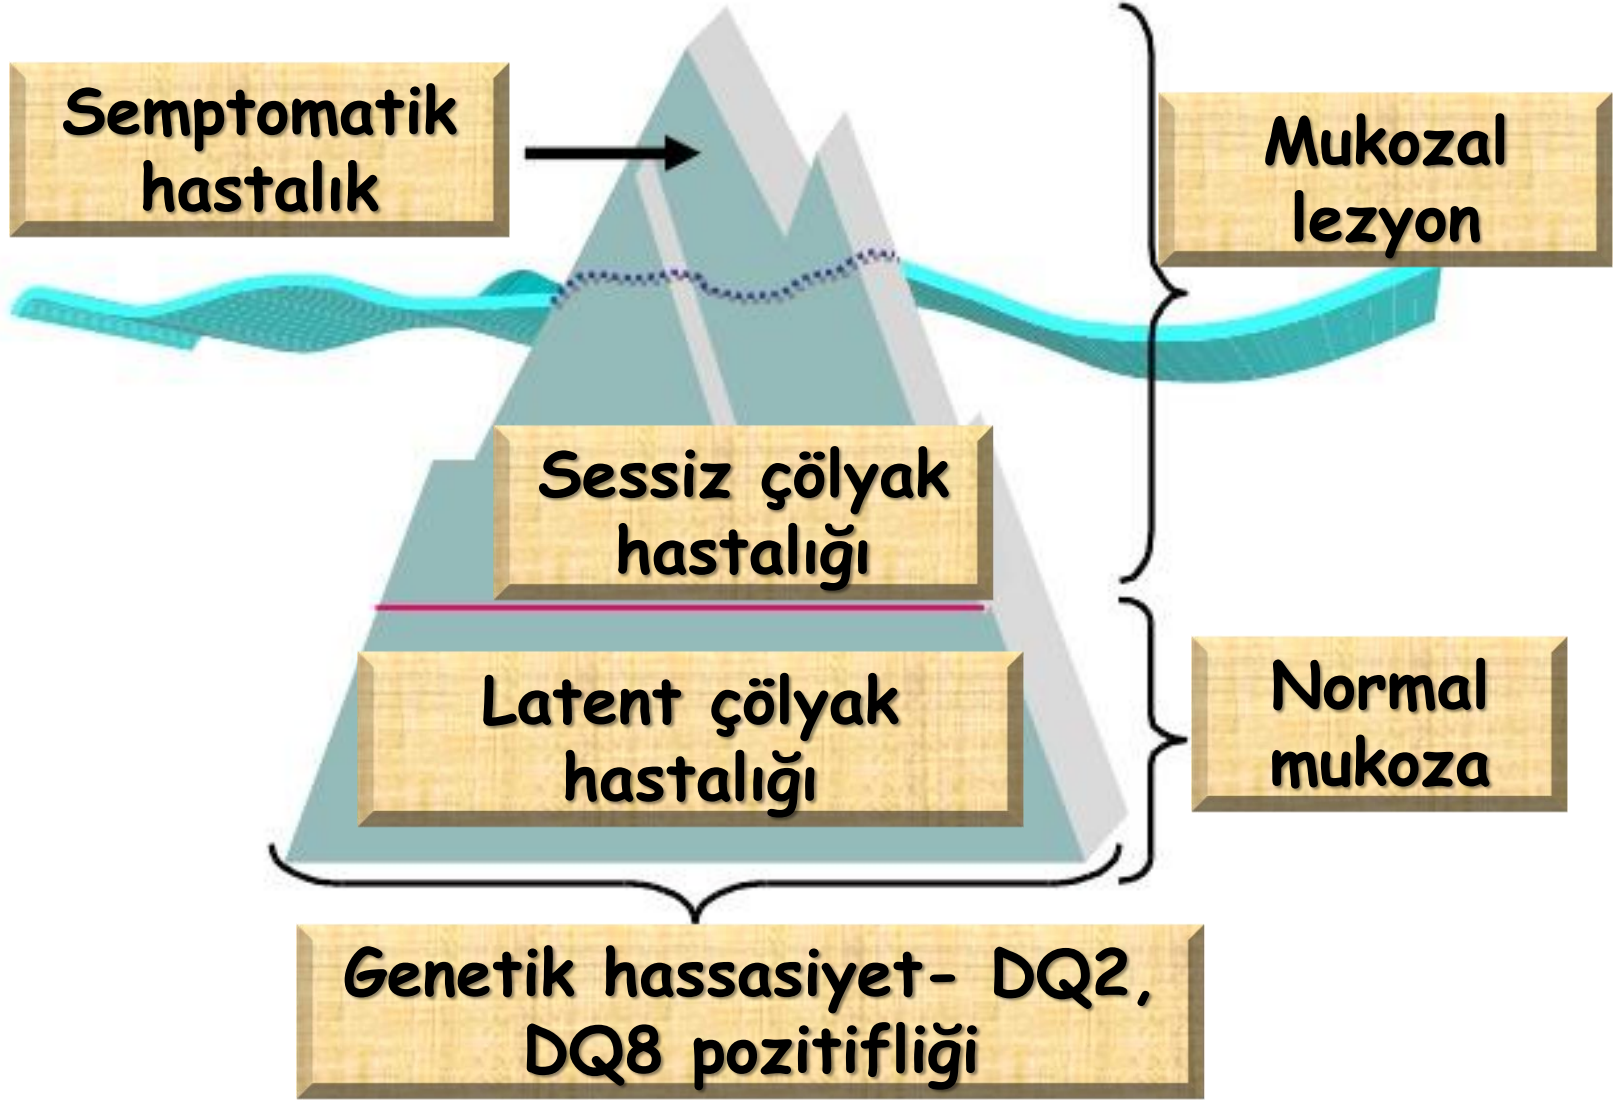 Semptomatik
hastalık
Mukozal
lezyon
Sessiz çölyak
hastalığı
Latent çölyak
hastalığı
Normal
mukoza
Genetik hassasiyet- DQ2,
DQ8 pozitifliği